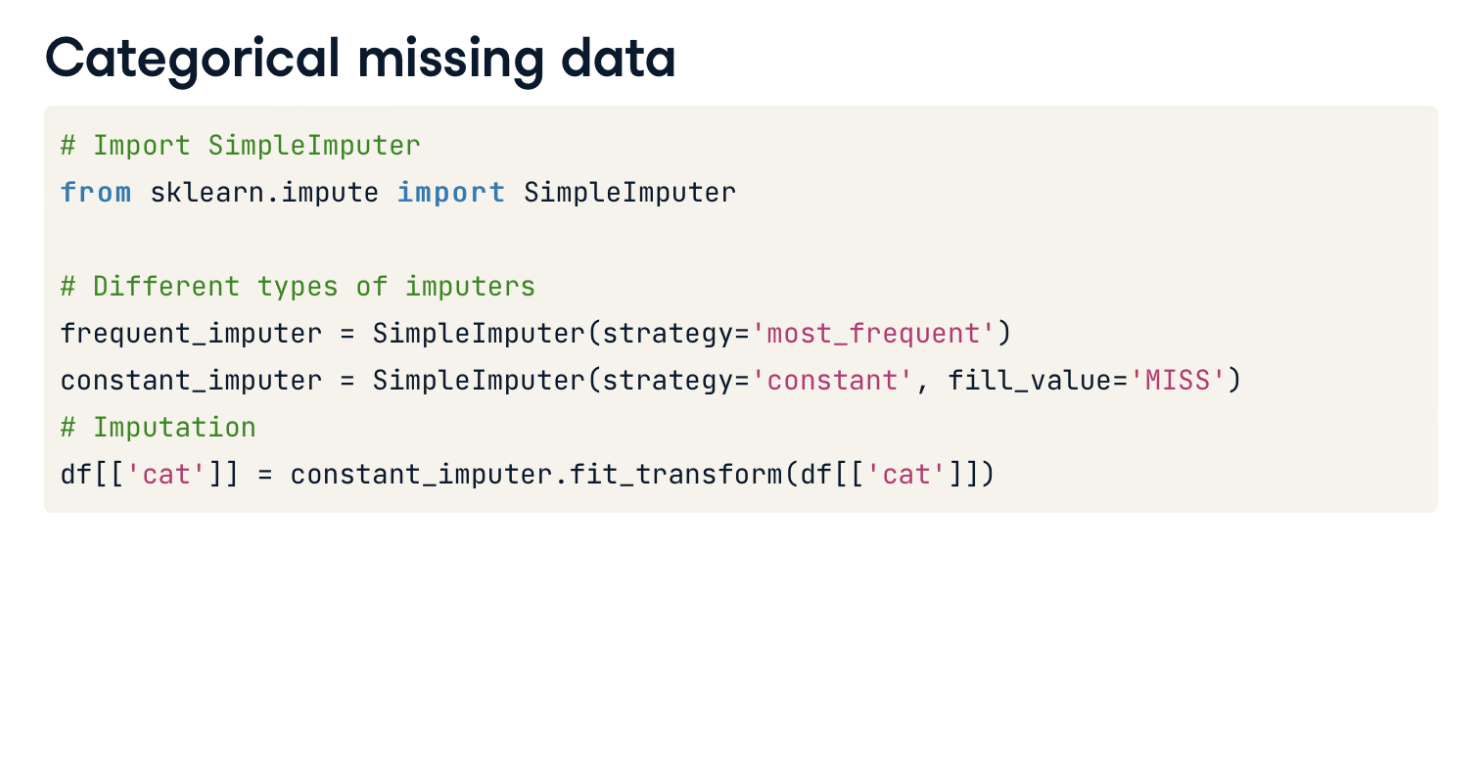 Categorical missing data
# Import SimpleImputer
from sklearn.impute import SimpleImputer
# Different types of imputers
frequent_imputer = SimpleImputer(strategy='most_frequent')
constant_imputer = SimpleImputer(strategy='constant', fill_value='MISS')
# Imputation
df[['cat']] = constant_imputer.fit_transform(df[['cat']])